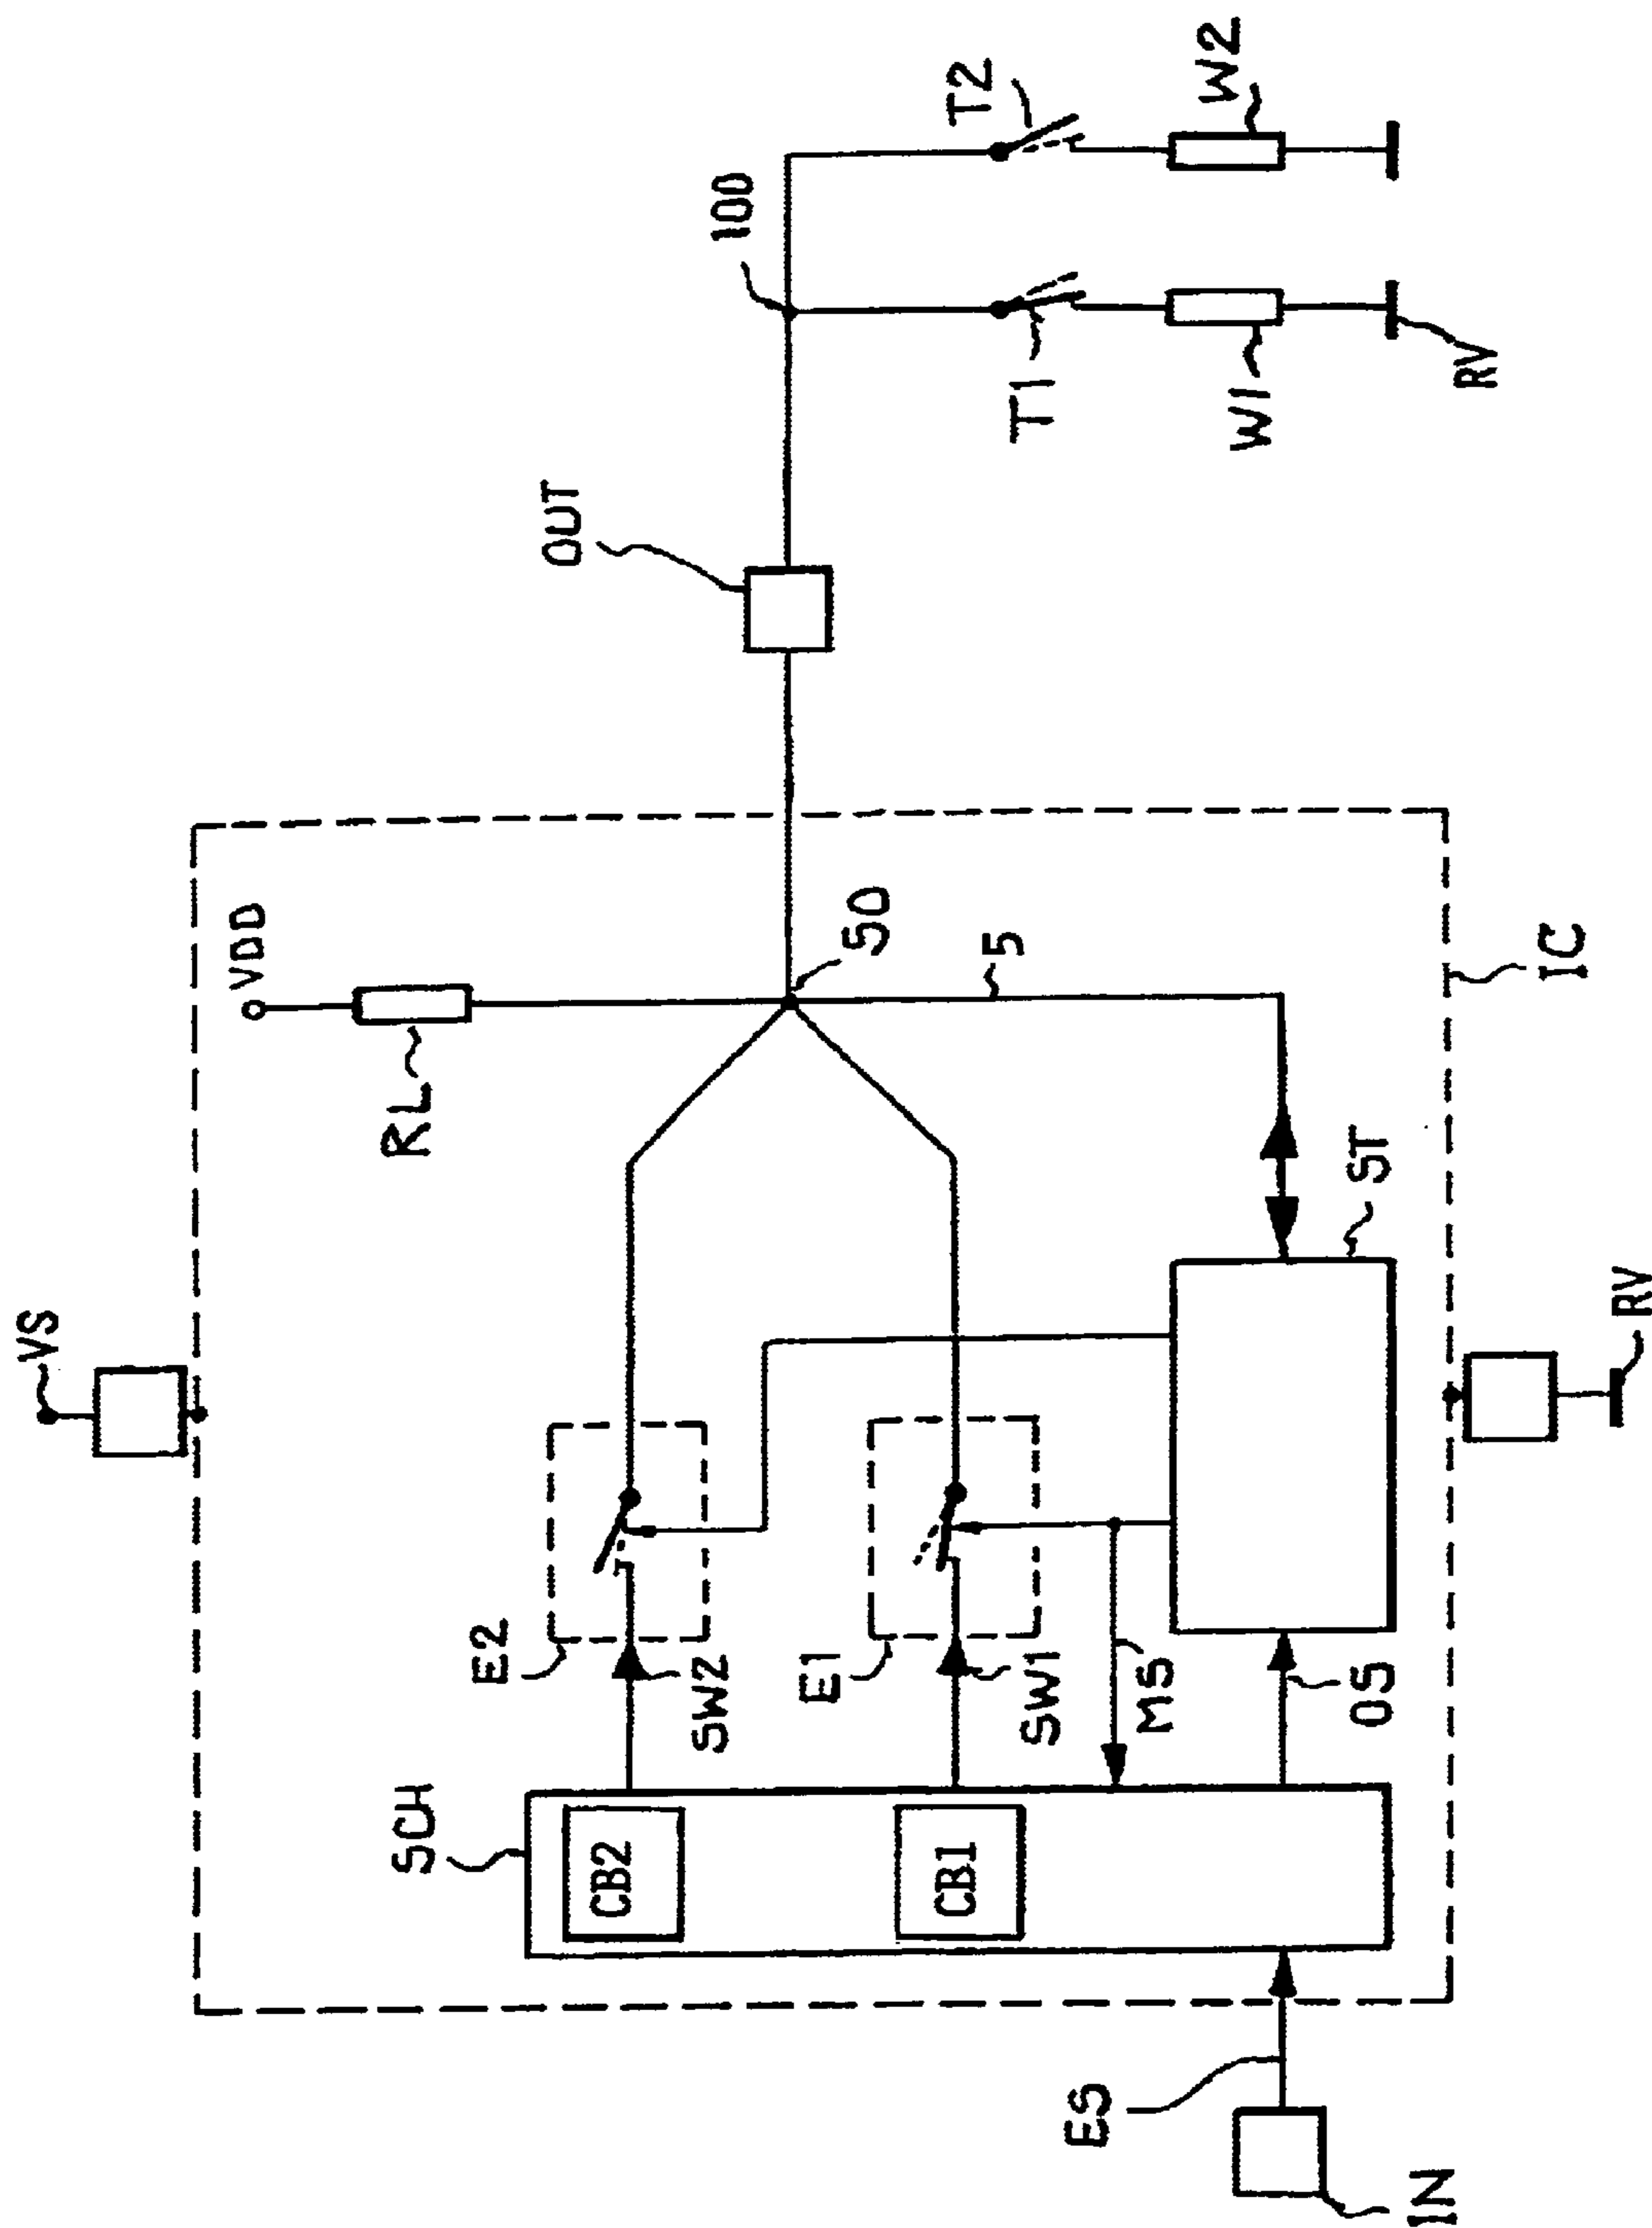 VS
VDD
SCH
RL
E2
OUT
CB2
SW2
100
E1
50
CB1
T2
5
T1
SW1
ES
MS
W2
W1
OS
ST
IN
RV
IC
RV